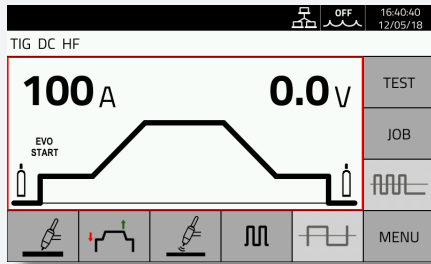 OFF
16:40:40
12/05/18
TIG DC HF
100 A
0.0 V
EVO
START
TEST
JOB
MENU